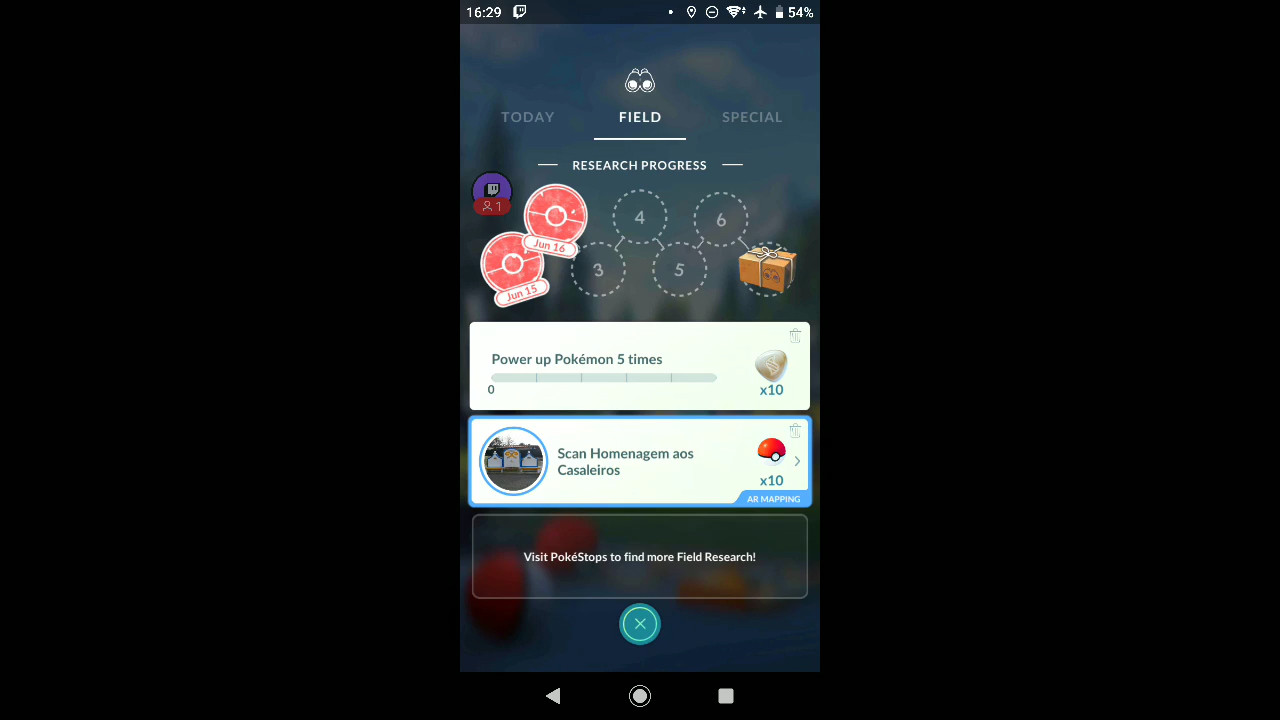 16:29
54%
TODAY
FIELD
SPECIAL
RESEARCH PROGRESS
1
Jun 16
4
6
Jun 15
3
5
Power up Pokémon 5 times
0
x10
Scan Homenagem aos
Casaleiros
x10
AR MAPPING
Visit PokéStops to find more Field Research!